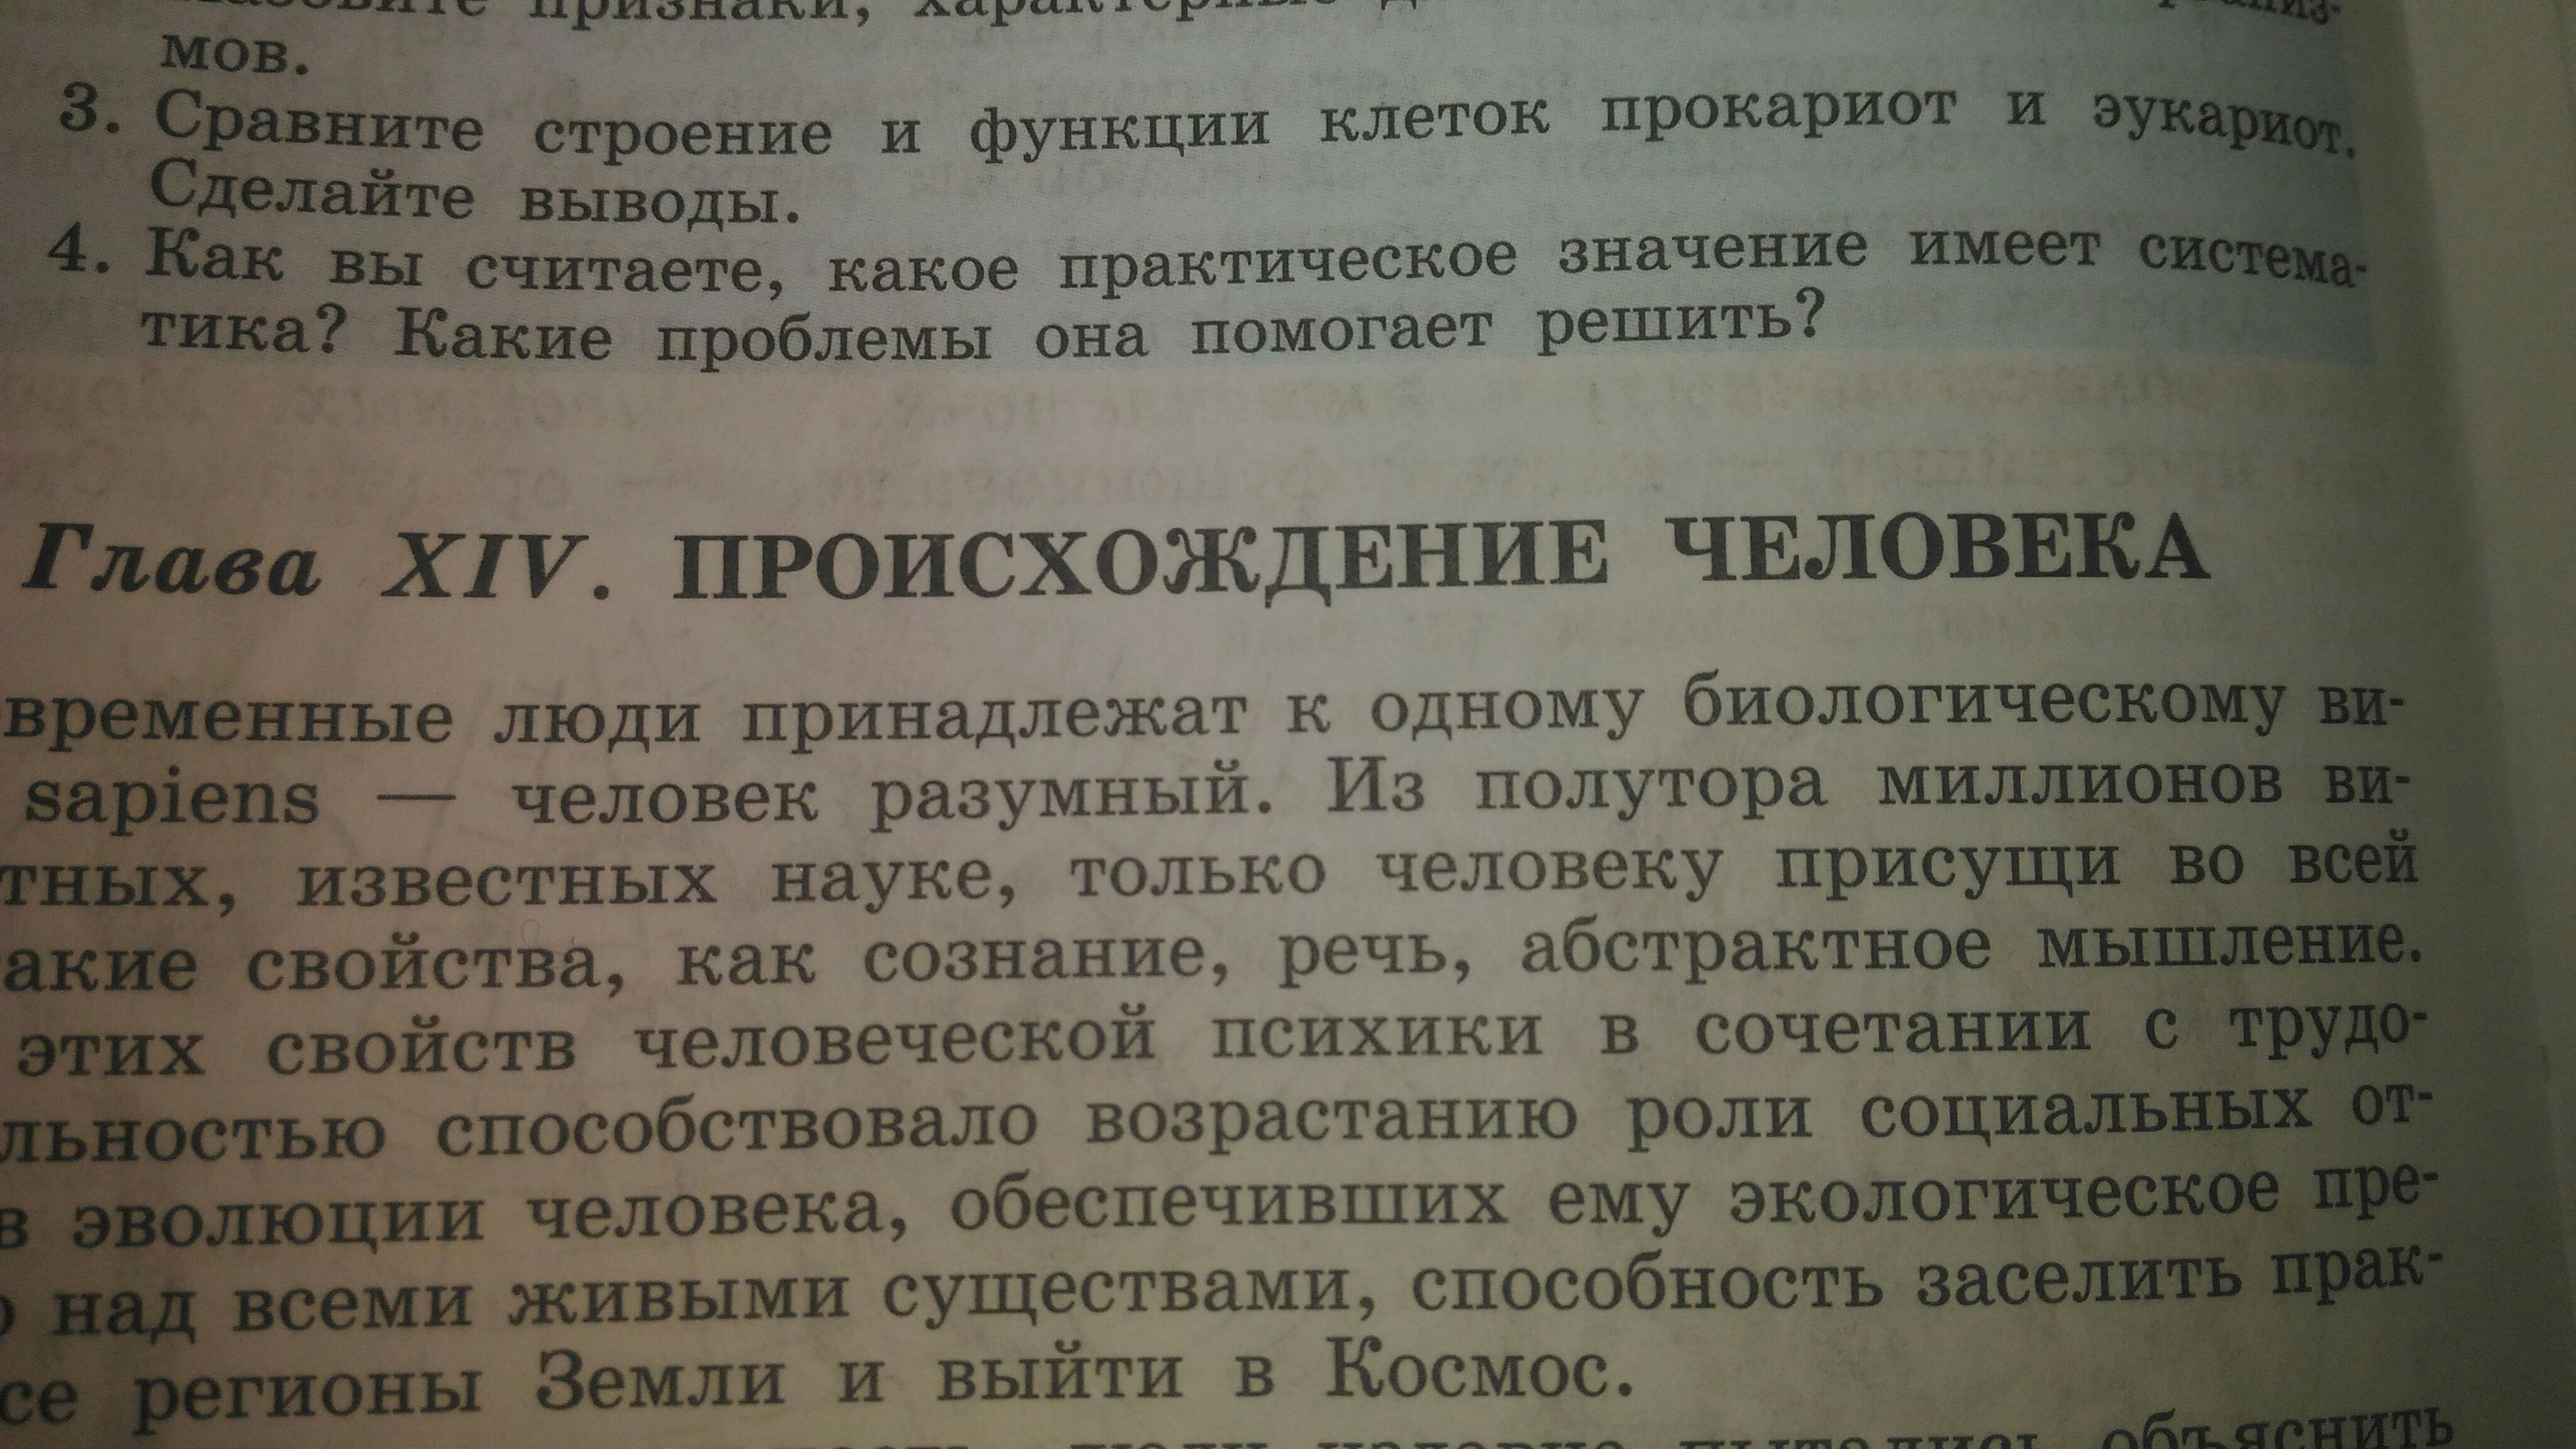 признаки, характерные
мов.
3. Сравните строение и функции клеток прокариот и эукариот.
Сделайте выводы.
4. Как вы считаете, какое практическое значение имеет система-
тика? Какие проблемы она помогает решить?
Глава XIV. ПРОИСХОЖДЕНИЕ ЧЕЛОВЕКА
временные люди принадлежат к одному биологическому ви-
sapiens — человек разумный. Из полутора миллионов ви-
тных, известных науке, только человеку присущи во всей
акие свойства, как сознание, речь, абстрактное мышление.
этих свойств человеческой психики в сочетании с трудо-
льностью способствовало возрастанию роли социальных от-
в эволюции человека, обеспечивших ему экологическое пре-
над всеми живыми существами, способность заселить прак-
се регионы Земли и выйти в Космос.
пытались объяснить